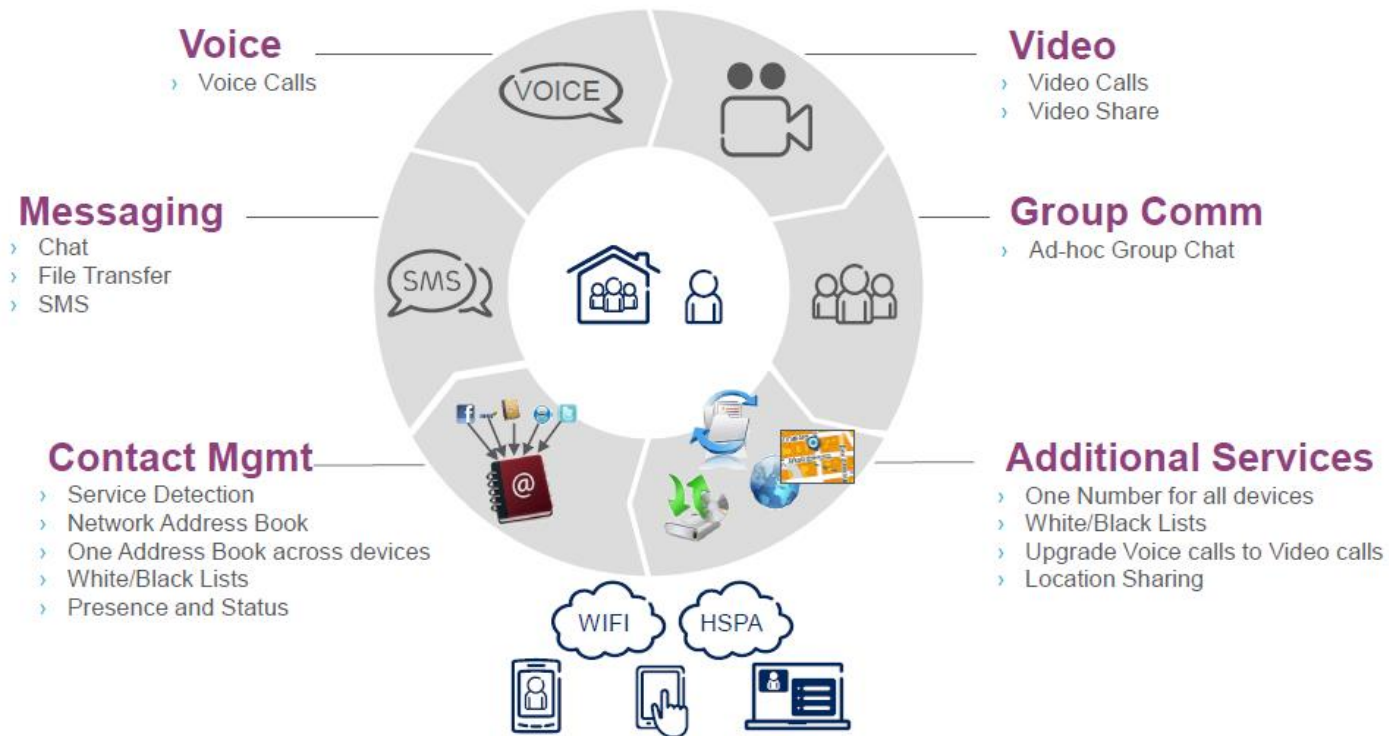 Voice
› Voice Calls
VOICE
Video
› Video Calls
› Video Share
Messaging
› Chat
› File Transfer
› SMS
SMS
Group Comm
› Ad-hoc Group Chat
Contact Mgmt
› Service Detection
› Network Address Book
› One Address Book across devices
› White/Black Lists
› Presence and Status
f
@
Additional Services
› One Number for all devices
› White/Black Lists
› Upgrade Voice calls to Video calls
› Location Sharing
WIFI
HSPA